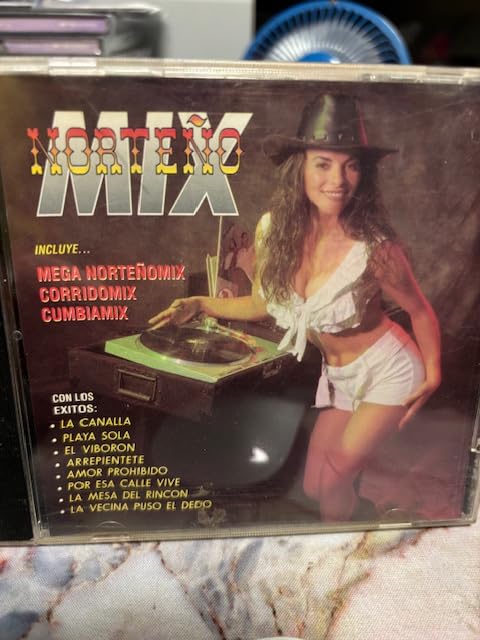 NORTEÑO
MIX
INCLUYE...
MEGA NORTEÑOMIX
CORRIDOMIX
CUMBIAMIX
CON LOS
EXITOS:
• LA CANALLA
• PLAYA SOLA
• EL VIBORON
• ARREPIENTETE
• AMOR PROHIBIDO
• POR ESA CALLE VIVE
• LA MESA DEL RINCON
• LA VECINA PUSO EL DEDO